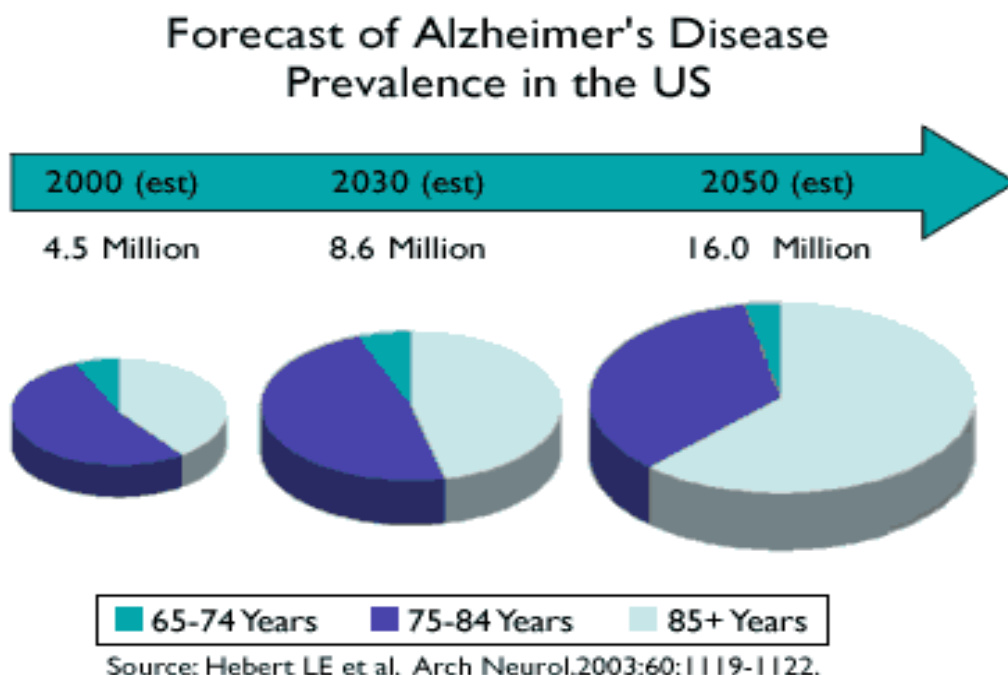 Forecast of Alzheimer's Disease
Prevalence in the US
2000 (est) 2030 (est) 2050 (est)
4.5 Million 8.6 Million 16.0 Million
65-74 Years 75-84 Years 85+ Years
Source: Hebert LE et al. Arch Neurol.2003;60:1119-1122.